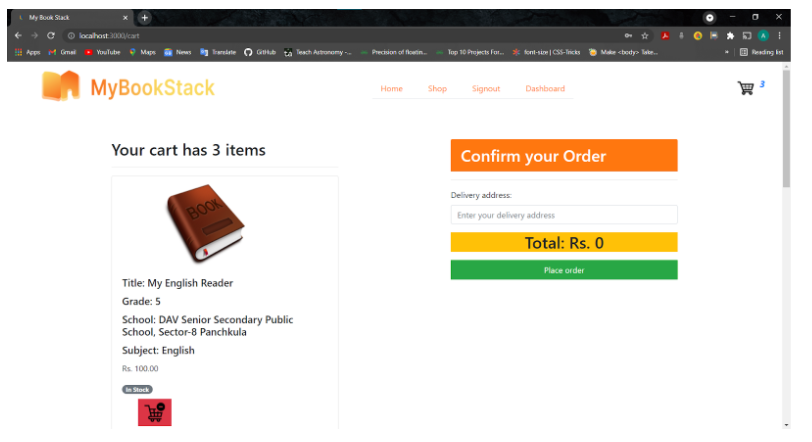 My Book Stack
localhost:3000/cart
Apps Gmail YouTube Maps News Translate GitHub Teach Astronomy -... Precision of floatin... Top 10 Projects For... font-size | CSS-Tricks Make <body> take... » Reading list
MyBookStack
Home Shop Signout Dashboard
3
Your cart has 3 items
BOOK
Title: My English Reader
Grade: 5
School: DAV Senior Secondary Public
School, Sector-8 Panchkula
Subject: English
Rs. 100.00
In Stock
Confirm your Order
Delivery address:
Enter your delivery address
Total: Rs. 0
Place order